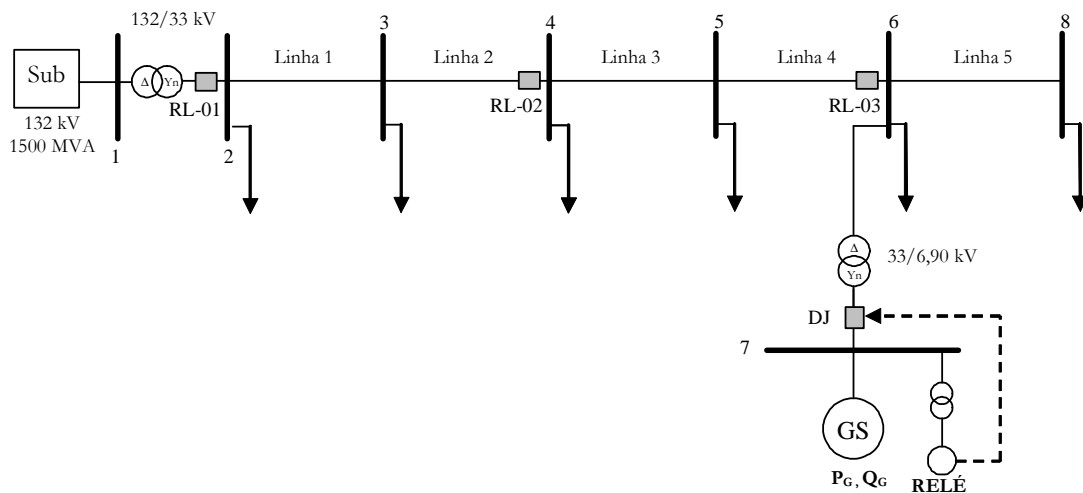 132/33 kV
3
4
5
6
8
Sub
Δ
Yn
Linha 1
Linha 2
Linha 3
Linha 4
Linha 5
RL-01
RL-02
RL-03
132 kV
1500 MVA
1
2
Δ
Yn
33/6,90 kV
DJ
7
GS
P_G , Q_G
RELÉ